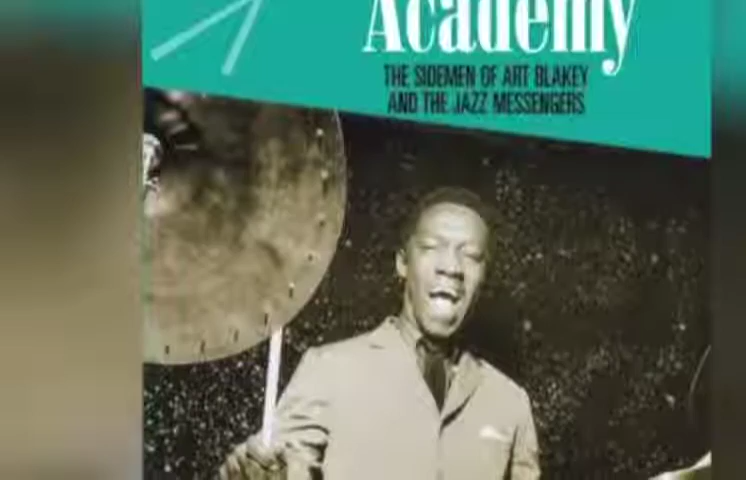 Academy
THE SIDEMEN OF ART BLAKEY
AND THE JAZZ MESSENGERS